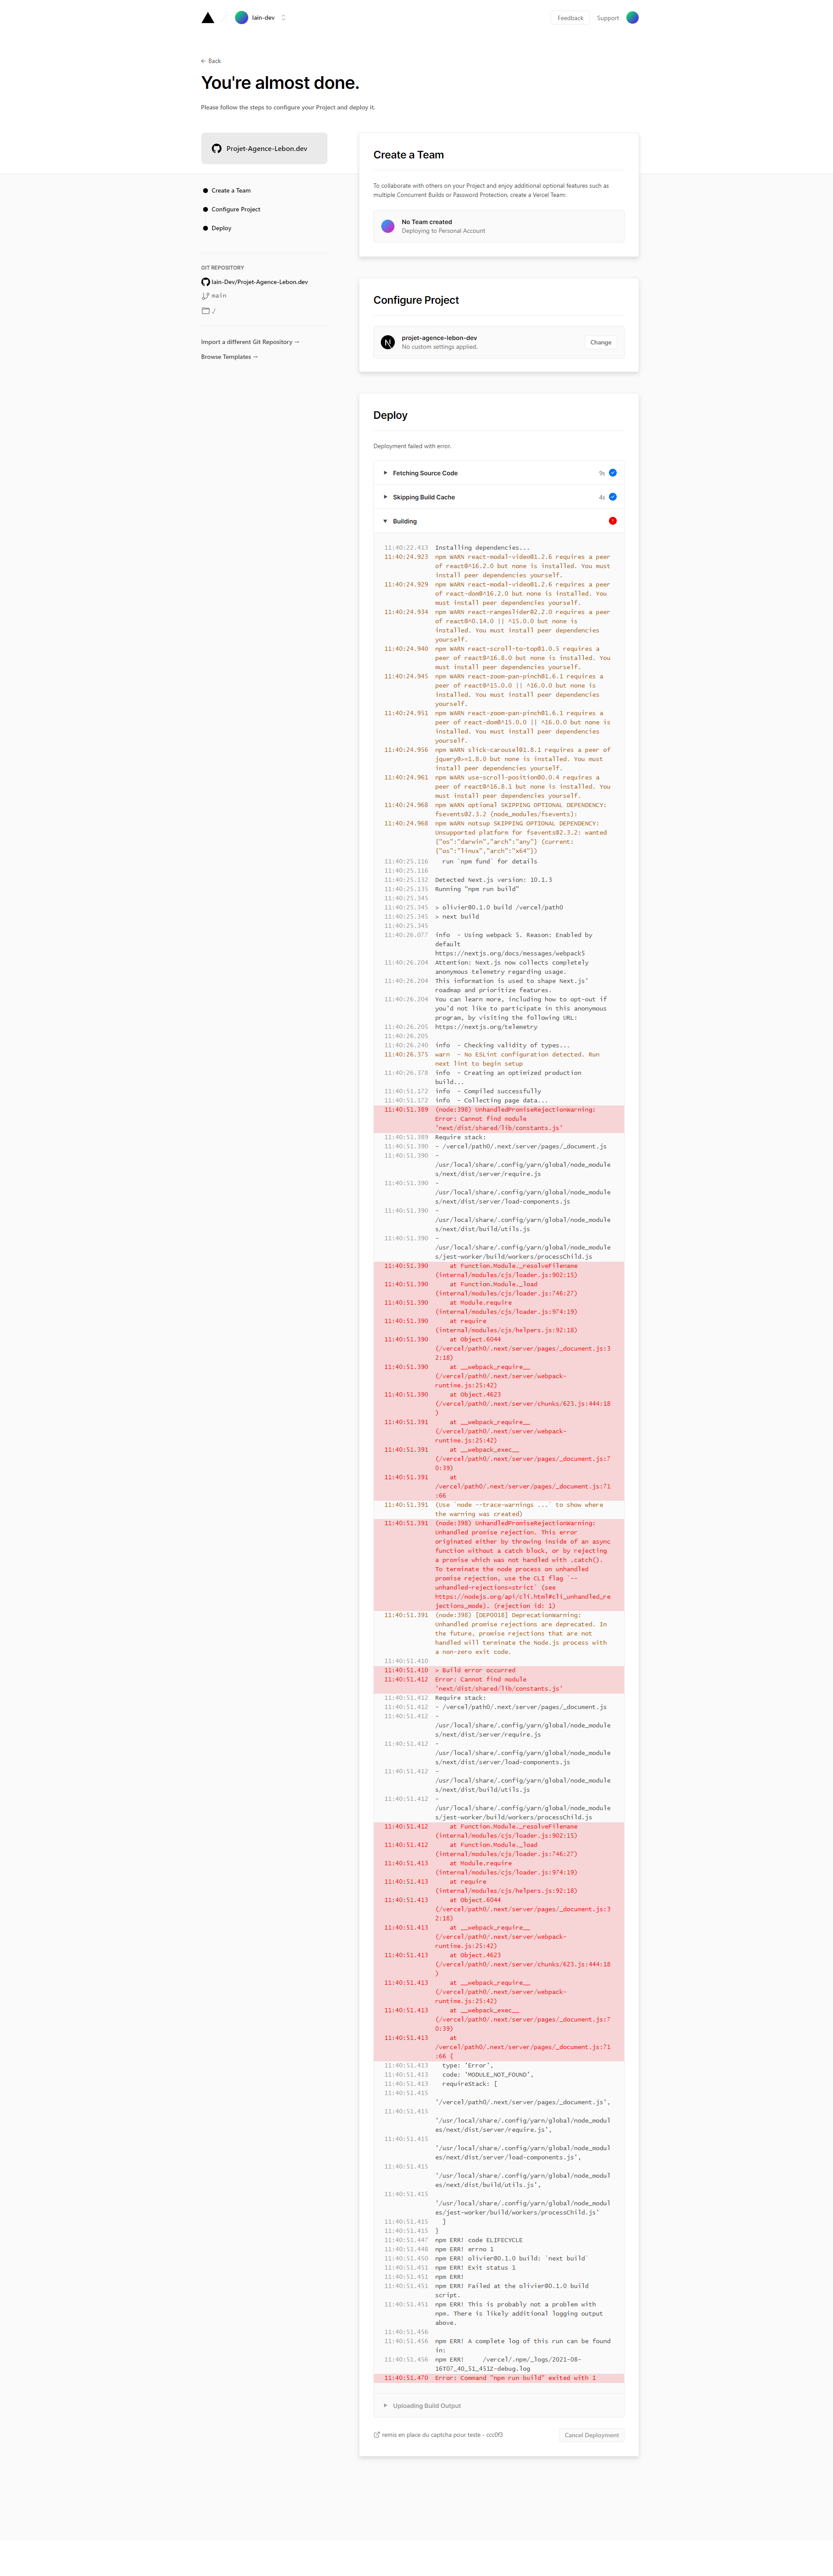 lain-dev
Feedback
Support
← Back
You're almost done.
Please follow the steps to configure your Project and deploy it.
Projet-Agence-Lebon.dev
Create a Team
Configure Project
Deploy
GIT REPOSITORY
lain-Dev/Projet-Agence-Lebon.dev
main
./
Import a different Git Repository →
Browse Templates →
Create a Team
To collaborate with others on your Project and enjoy additional optional features such as
multiple Concurrent Builds or Password Protection, create a Vercel Team:
No Team created
Deploying to Personal Account
Configure Project
projet-agence-lebon-dev
No custom settings applied.
Change
Deploy
Deployment failed with error.
Fetching Source Code 9s
Skipping Build Cache 4s
Building
11:40:22.413 Installing dependencies...
11:40:24.923 npm WARN react-modal-video@1.2.6 requires a peer
of react@^16.2.0 but none is installed. You must
install peer dependencies yourself.
11:40:24.929 npm WARN react-modal-video@1.2.6 requires a peer
of react-dom@^16.2.0 but none is installed. You
must install peer dependencies yourself.
11:40:24.934 npm WARN react-rangeslider@2.2.0 requires a peer
of react@^0.14.0 || ^15.0.0 but none is
installed. You must install peer dependencies
yourself.
11:40:24.940 npm WARN react-scroll-to-top@1.0.5 requires a
peer of react@^16.8.0 but none is installed. You
must install peer dependencies yourself.
11:40:24.945 npm WARN react-zoom-pan-pinch@1.6.1 requires a
peer of react@^15.0.0 || ^16.0.0 but none is
installed. You must install peer dependencies
yourself.
11:40:24.951 npm WARN react-zoom-pan-pinch@1.6.1 requires a
peer of react-dom@^15.0.0 || ^16.0.0 but none is
installed. You must install peer dependencies
yourself.
11:40:24.956 npm WARN slick-carousel@1.8.1 requires a peer of
jquery@>=1.8.0 but none is installed. You must
install peer dependencies yourself.
11:40:24.961 npm WARN use-scroll-position@0.0.4 requires a
peer of react@^16.8.1 but none is installed. You
must install peer dependencies yourself.
11:40:24.968 npm WARN optional SKIPPING OPTIONAL DEPENDENCY:
fsevents@2.3.2 (node_modules/fsevents):
11:40:24.968 npm WARN notsup SKIPPING OPTIONAL DEPENDENCY:
Unsupported platform for fsevents@2.3.2: wanted
{"os":"darwin","arch":"any"} (current:
{"os":"linux","arch":"x64"})
11:40:25.116 run `npm fund` for details
11:40:25.116
11:40:25.132 Detected Next.js version: 10.1.3
11:40:25.135 Running "npm run build"
11:40:25.345
11:40:25.345 > olivier@0.1.0 build /vercel/path0
11:40:25.345 > next build
11:40:25.345
11:40:26.077 info - Using webpack 5. Reason: Enabled by
default
https://nextjs.org/docs/messages/webpack5
11:40:26.204 Attention: Next.js now collects completely
anonymous telemetry regarding usage.
11:40:26.204 This information is used to shape Next.js'
roadmap and prioritize features.
11:40:26.204 You can learn more, including how to opt-out if
you'd not like to participate in this anonymous
program, by visiting the following URL:
11:40:26.205 https://nextjs.org/telemetry
11:40:26.205
11:40:26.240 info - Checking validity of types...
11:40:26.375 warn - No ESLint configuration detected. Run
next lint to begin setup
11:40:26.378 info - Creating an optimized production
build...
11:40:51.172 info - Compiled successfully
11:40:51.172 info - Collecting page data...
11:40:51.389 (node:398) UnhandledPromiseRejectionWarning:
Error: Cannot find module
'next/dist/shared/lib/constants.js'
11:40:51.389 Require stack:
11:40:51.390 - /vercel/path0/.next/server/pages/_document.js
11:40:51.390 -
/usr/local/share/.config/yarn/global/node_module
s/next/dist/server/require.js
11:40:51.390 -
/usr/local/share/.config/yarn/global/node_module
s/next/dist/server/load-components.js
11:40:51.390 -
/usr/local/share/.config/yarn/global/node_module
s/next/dist/build/utils.js
11:40:51.390 -
/usr/local/share/.config/yarn/global/node_module
s/jest-worker/build/workers/processChild.js
11:40:51.390 at Function.Module._resolveFilename
(internal/modules/cjs/loader.js:902:15)
11:40:51.390 at Function.Module._load
(internal/modules/cjs/loader.js:746:27)
11:40:51.390 at Module.require
(internal/modules/cjs/loader.js:974:19)
11:40:51.390 at require
(internal/modules/cjs/helpers.js:92:18)
11:40:51.390 at Object.6044
(/vercel/path0/.next/server/pages/_document.js:3
2:18)
11:40:51.390 at __webpack_require__
(/vercel/path0/.next/server/webpack-
runtime.js:25:42)
11:40:51.390 at Object.4623
(/vercel/path0/.next/server/chunks/623.js:444:18
)
11:40:51.391 at __webpack_require__
(/vercel/path0/.next/server/webpack-
runtime.js:25:42)
11:40:51.391 at __webpack_exec__
(/vercel/path0/.next/server/pages/_document.js:7
0:39)
11:40:51.391 at
/vercel/path0/.next/server/pages/_document.js:71
:66
11:40:51.391 (Use `node --trace-warnings ...` to show where
the warning was created)
11:40:51.391 (node:398) UnhandledPromiseRejectionWarning:
Unhandled promise rejection. This error
originated either by throwing inside of an async
function without a catch block, or by rejecting
a promise which was not handled with .catch().
To terminate the node process on unhandled
promise rejection, use the CLI flag `--
unhandled-rejections=strict` (see
https://nodejs.org/api/cli.html#cli_unhandled_re
jections_mode). (rejection id: 1)
11:40:51.391 (node:398) [DEP0018] DeprecationWarning:
Unhandled promise rejections are deprecated. In
the future, promise rejections that are not
handled will terminate the Node.js process with
a non-zero exit code.
11:40:51.410
11:40:51.410 > Build error occurred
11:40:51.412 Error: Cannot find module
'next/dist/shared/lib/constants.js'
11:40:51.412 Require stack:
11:40:51.412 - /vercel/path0/.next/server/pages/_document.js
11:40:51.412 -
/usr/local/share/.config/yarn/global/node_module
s/next/dist/server/require.js
11:40:51.412 -
/usr/local/share/.config/yarn/global/node_module
s/next/dist/server/load-components.js
11:40:51.412 -
/usr/local/share/.config/yarn/global/node_module
s/next/dist/build/utils.js
11:40:51.412 -
/usr/local/share/.config/yarn/global/node_module
s/jest-worker/build/workers/processChild.js
11:40:51.412 at Function.Module._resolveFilename
(internal/modules/cjs/loader.js:902:15)
11:40:51.412 at Function.Module._load
(internal/modules/cjs/loader.js:746:27)
11:40:51.413 at Module.require
(internal/modules/cjs/loader.js:974:19)
11:40:51.413 at require
(internal/modules/cjs/helpers.js:92:18)
11:40:51.413 at Object.6044
(/vercel/path0/.next/server/pages/_document.js:3
2:18)
11:40:51.413 at __webpack_require__
(/vercel/path0/.next/server/webpack-
runtime.js:25:42)
11:40:51.413 at Object.4623
(/vercel/path0/.next/server/chunks/623.js:444:18
)
11:40:51.413 at __webpack_require__
(/vercel/path0/.next/server/webpack-
runtime.js:25:42)
11:40:51.413 at __webpack_exec__
(/vercel/path0/.next/server/pages/_document.js:7
0:39)
11:40:51.413 at
/vercel/path0/.next/server/pages/_document.js:71
:66 {
11:40:51.413 type: 'Error',
11:40:51.413 code: 'MODULE_NOT_FOUND',
11:40:51.413 requireStack: [
11:40:51.415
'/vercel/path0/.next/server/pages/_document.js',
11:40:51.415
'/usr/local/share/.config/yarn/global/node_modul
es/next/dist/server/require.js',
11:40:51.415
'/usr/local/share/.config/yarn/global/node_modul
es/next/dist/server/load-components.js',
11:40:51.415
'/usr/local/share/.config/yarn/global/node_modul
es/next/dist/build/utils.js',
11:40:51.415
'/usr/local/share/.config/yarn/global/node_modul
es/jest-worker/build/workers/processChild.js'
11:40:51.415 ]
11:40:51.415 }
11:40:51.447 npm ERR! code ELIFECYCLE
11:40:51.448 npm ERR! errno 1
11:40:51.450 npm ERR! olivier@0.1.0 build: `next build`
11:40:51.451 npm ERR! Exit status 1
11:40:51.451 npm ERR!
11:40:51.451 npm ERR! Failed at the olivier@0.1.0 build
script.
11:40:51.451 npm ERR! This is probably not a problem with
npm. There is likely additional logging output
above.
11:40:51.456
11:40:51.456 npm ERR! A complete log of this run can be found
in:
11:40:51.456 npm ERR! /vercel/.npm/_logs/2021-08-
16T07_40_51_451Z-debug.log
11:40:51.470 Error: Command "npm run build" exited with 1
Uploading Build Output
remis en place du captcha pour teste - ccc0f3
Cancel Deployment